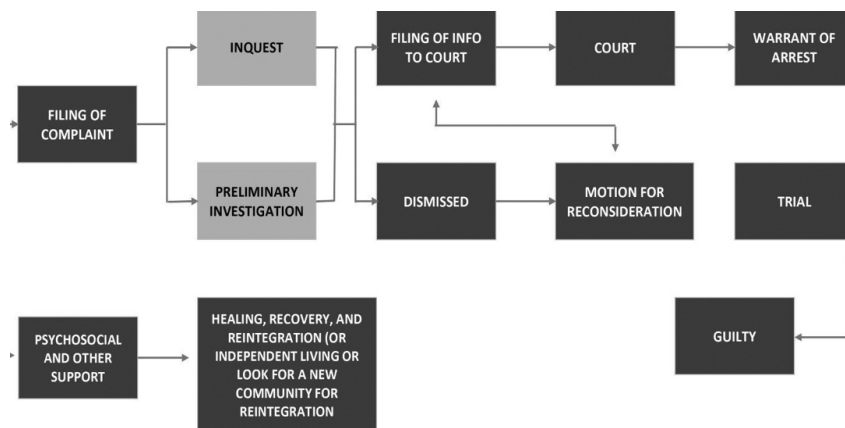 INQUEST
FILING OF INFO
TO COURT
COURT
WARRANT OF
ARREST
FILING OF
COMPLAINT
PRELIMINARY
INVESTIGATION
DISMISSED
MOTION FOR
RECONSIDERATION
TRIAL
PSYCHOSOCIAL
AND OTHER
SUPPORT
HEALING, RECOVERY, AND
REINTEGRATION (OR
INDEPENDENT LIVING OR
LOOK FOR A NEW
COMMUNITY FOR
REINTEGRATION
GUILTY